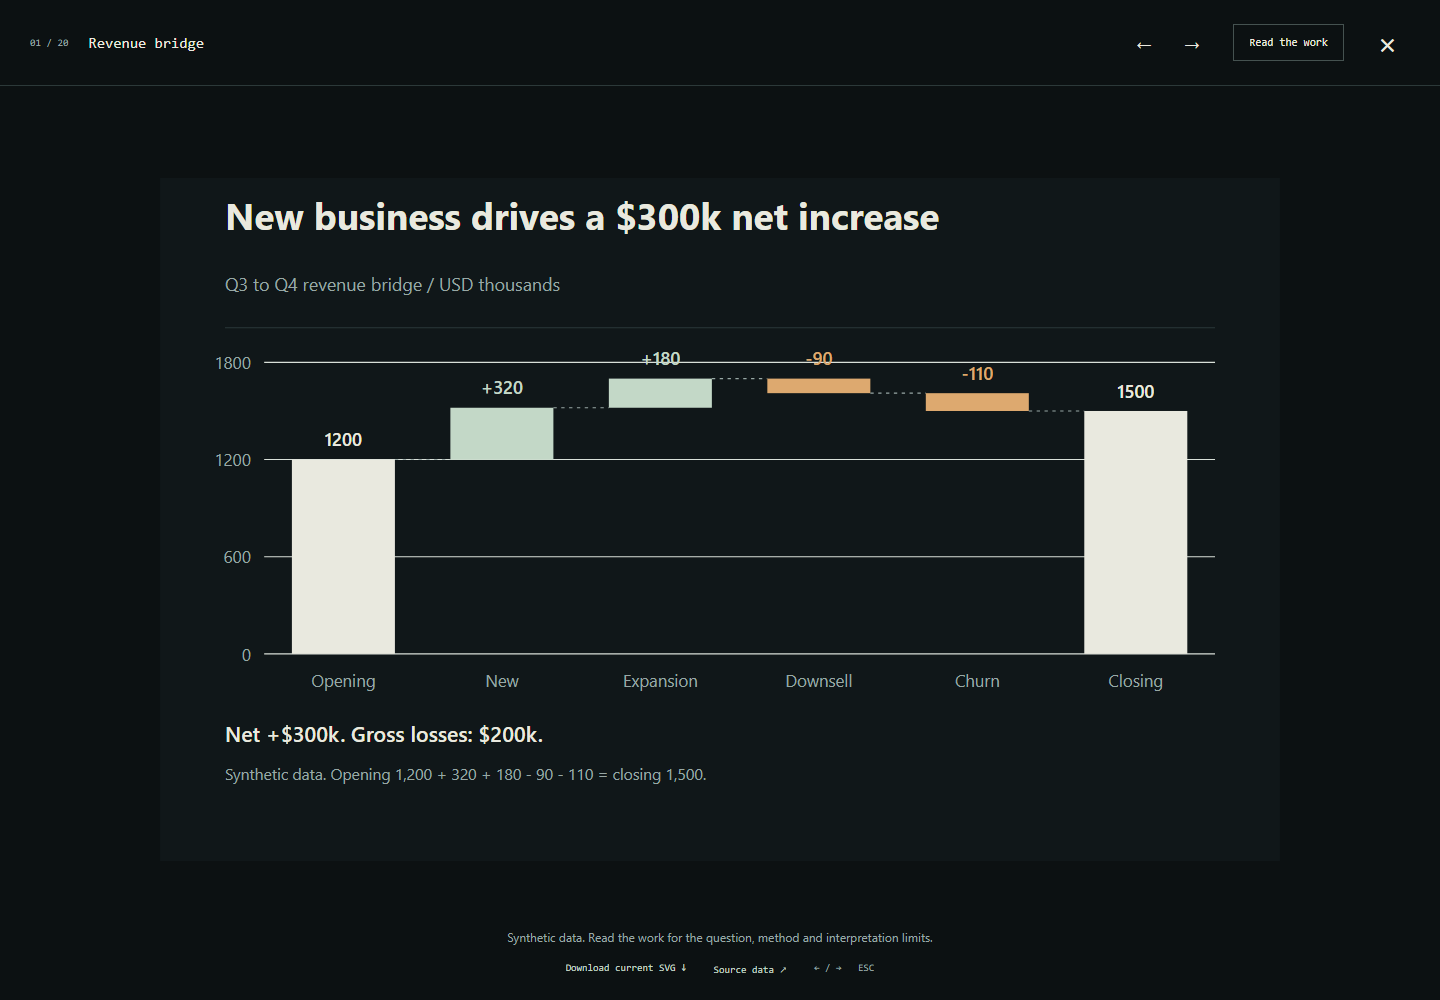 01 / 20 Revenue bridge ← → Read the work ✕
New business drives a $300k net increase
Q3 to Q4 revenue bridge / USD thousands
1800
1200
600
0
1200
+320
+180
-90
-110
1500
Opening New Expansion Downsell Churn Closing
Net +$300k. Gross losses: $200k.
Synthetic data. Opening 1,200 + 320 + 180 - 90 - 110 = closing 1,500.
Synthetic data. Read the work for the question, method and interpretation limits.
Download current SVG ↓ Source data ↗ ← / → ESC